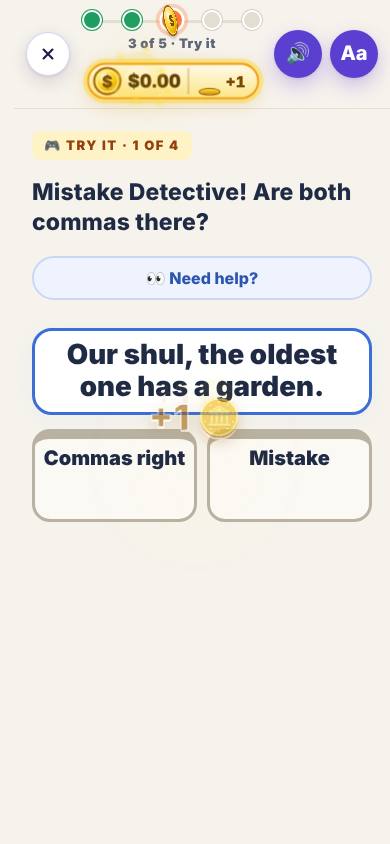 3 of 5 · Try it
$0.00 +1
Aa
TRY IT · 1 OF 4
Mistake Detective! Are both
commas there?
Need help?
Our shul, the oldest
one has a garden.
+1
Commas right
Mistake